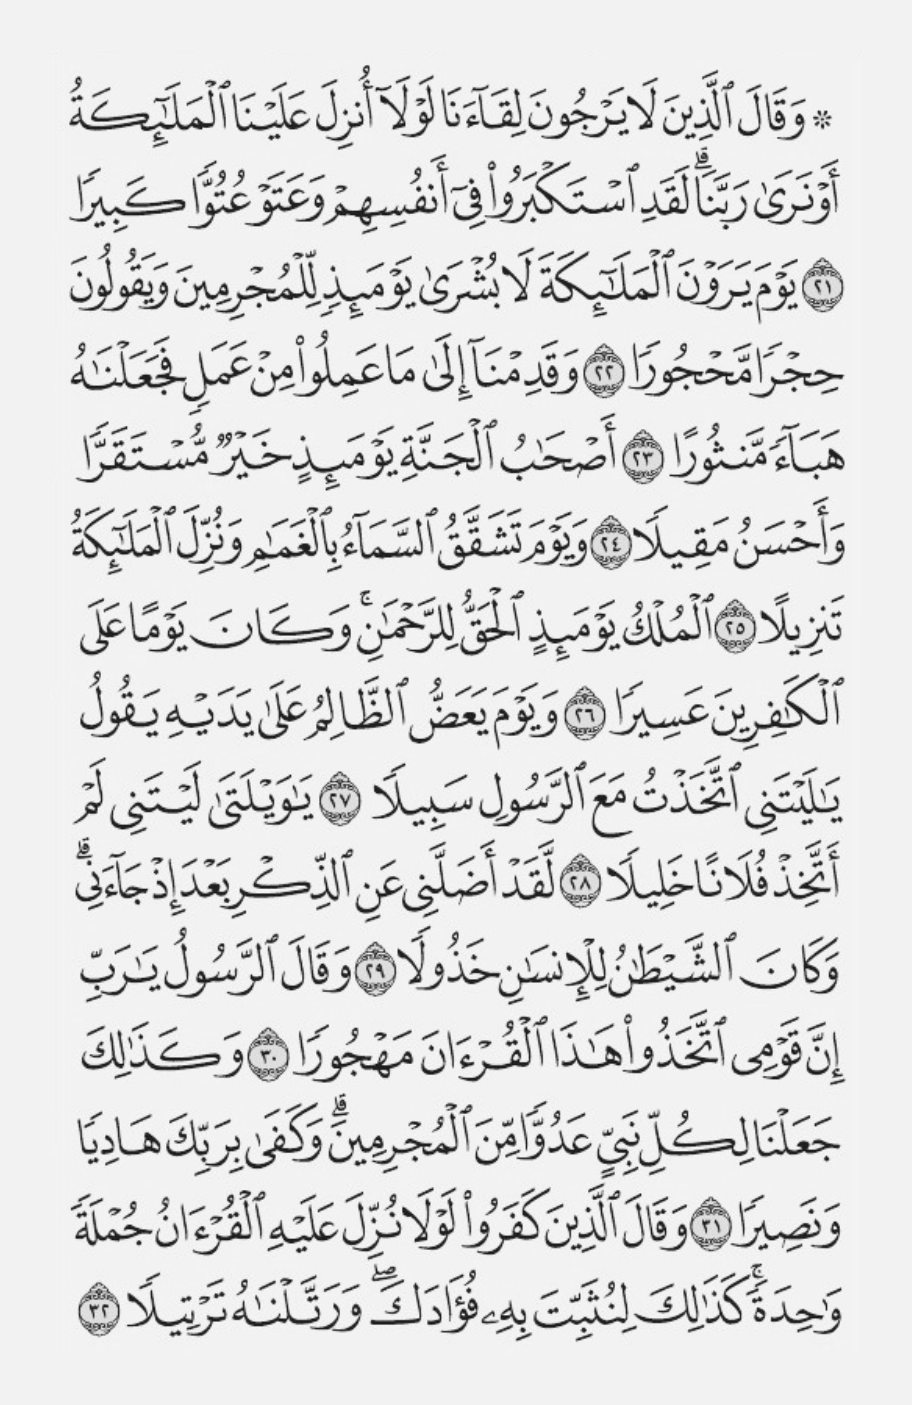 ۞ وَقَالَ ٱلَّذِينَ لَا يَرْجُونَ لِقَآءَنَا لَوْلَآ أُنزِلَ عَلَيْنَا ٱلْمَلَـٰٓئِكَةُ
أَوْ نَرَىٰ رَبَّنَا ۗ لَقَدِ ٱسْتَكْبَرُوا۟ فِىٓ أَنفُسِهِمْ وَعَتَوْ عُتُوًّا كَبِيرًا
٢١ يَوْمَ يَرَوْنَ ٱلْمَلَـٰٓئِكَةَ لَا بُشْرَىٰ يَوْمَئِذٍ لِّلْمُجْرِمِينَ وَيَقُولُونَ
حِجْرًا مَّحْجُورًا ٢٢ وَقَدِمْنَآ إِلَىٰ مَا عَمِلُوا۟ مِنْ عَمَلٍ فَجَعَلْنَـٰهُ
هَبَآءً مَّنثُورًا ٢٣ أَصْحَـٰبُ ٱلْجَنَّةِ يَوْمَئِذٍ خَيْرٌ مُّسْتَقَرًّا
وَأَحْسَنُ مَقِيلًا ٢٤ وَيَوْمَ تَشَقَّقُ ٱلسَّمَآءُ بِٱلْغَمَـٰمِ وَنُزِّلَ ٱلْمَلَـٰٓئِكَةُ
تَنزِيلًا ٢٥ ٱلْمُلْكُ يَوْمَئِذٍ ٱلْحَقُّ لِلرَّحْمَـٰنِ ۚ وَكَانَ يَوْمًا عَلَى
ٱلْكَـٰفِرِينَ عَسِيرًا ٢٦ وَيَوْمَ يَعَضُّ ٱلظَّالِمُ عَلَىٰ يَدَيْهِ يَقُولُ
يَـٰلَيْتَنِى ٱتَّخَذْتُ مَعَ ٱلرَّسُولِ سَبِيلًا ٢٧ يَـٰوَيْلَتَىٰ لَيْتَنِى لَمْ
أَتَّخِذْ فُلَانًا خَلِيلًا ٢٨ لَّقَدْ أَضَلَّنِى عَنِ ٱلذِّكْرِ بَعْدَ إِذْ جَآءَنِى ۗ
وَكَانَ ٱلشَّيْطَـٰنُ لِلْإِنسَـٰنِ خَذُولًا ٢٩ وَقَالَ ٱلرَّسُولُ يَـٰرَبِّ
إِنَّ قَوْمِى ٱتَّخَذُوا۟ هَـٰذَا ٱلْقُرْءَانَ مَهْجُورًا ٣٠ وَكَذَٰلِكَ
جَعَلْنَا لِكُلِّ نَبِىٍّ عَدُوًّا مِّنَ ٱلْمُجْرِمِينَ ۗ وَكَفَىٰ بِرَبِّكَ هَادِيًا
وَنَصِيرًا ٣١ وَقَالَ ٱلَّذِينَ كَفَرُوا۟ لَوْلَا نُزِّلَ عَلَيْهِ ٱلْقُرْءَانُ جُمْلَةً
وَٰحِدَةً ۚ كَذَٰلِكَ لِنُثَبِّتَ بِهِۦ فُؤَادَكَ ۖ وَرَتَّلْنَـٰهُ تَرْتِيلًا ٣٢